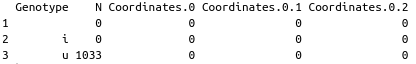 Genotype N Coordinates.0 Coordinates.0.1 Coordinates.0.2
1 0 0 0 0
2 i 0 0 0 0
3 u 1033 0 0 0